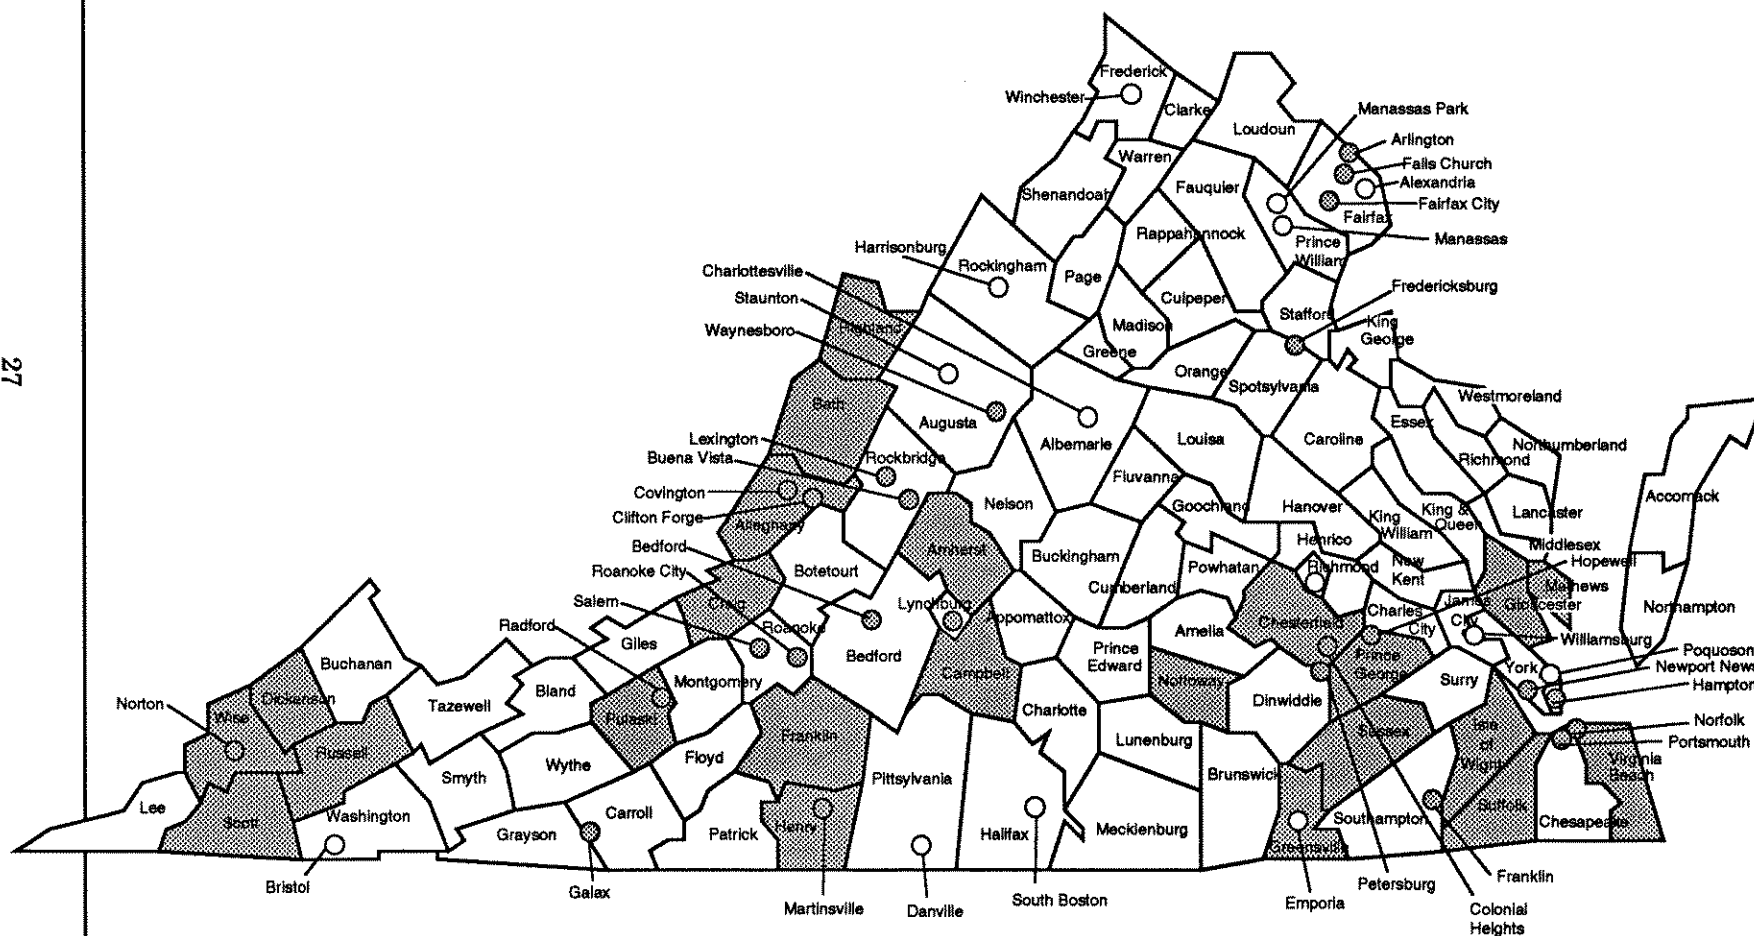 Frederick
Winchester
Clarke
Manassas Park
Loudoun
Arlington
Warren
Falls Church
Alexandria
Fauquier
Shenandoah
Fairfax City
Fairfax
Rappahannock
Manassas
Prince
William
Harrisonburg
Rockingham
Charlottesville
Page
Fredericksburg
Staunton
Culpeper
Stafford
King
George
Highland
Waynesboro
Madison
Greene
27
Orange
Spotsylvania
Westmoreland
Bath
Augusta
Essex
Lexington
Albemarle
Louisa
Caroline
Northumberland
Buena Vista
Rockbridge
Richmond
Fluvanna
Covington
Nelson
Accomack
Goochland
Hanover
King &
Queen
Lancaster
Clifton Forge
Alleghany
King
William
Henrico
Bedford
Amherst
Buckingham
Middlesex
Roanoke City
Botetourt
Powhatan
Richmond
New
Kent
Hopewell
Cumberland
Mathews
Salem
Craig
Lynchburg
Appomattox
Charles
City
James
City
Gloucester
Northampton
Radford
Giles
Roanoke
Amelia
Chesterfield
Williamsburg
Buchanan
Bedford
Prince
Edward
Prince
George
York
Poquoson
Newport News
Montgomery
Campbell
Nottoway
Surry
Hampton
Norton
Dickenson
Tazewell
Bland
Dinwiddie
Wise
Pulaski
Charlotte
Norfolk
Russell
Franklin
Lunenburg
Sussex
Isle
of
Wight
Portsmouth
Smyth
Wythe
Floyd
Pittsylvania
Brunswick
Virginia
Beach
Lee
Washington
Carroll
Suffolk
Scott
Grayson
Patrick
Henry
Halifax
Mecklenburg
Southampton
Chesapeake
Greensville
Bristol
Galax
Martinsville
Danville
South Boston
Emporia
Petersburg
Franklin
Colonial
Heights